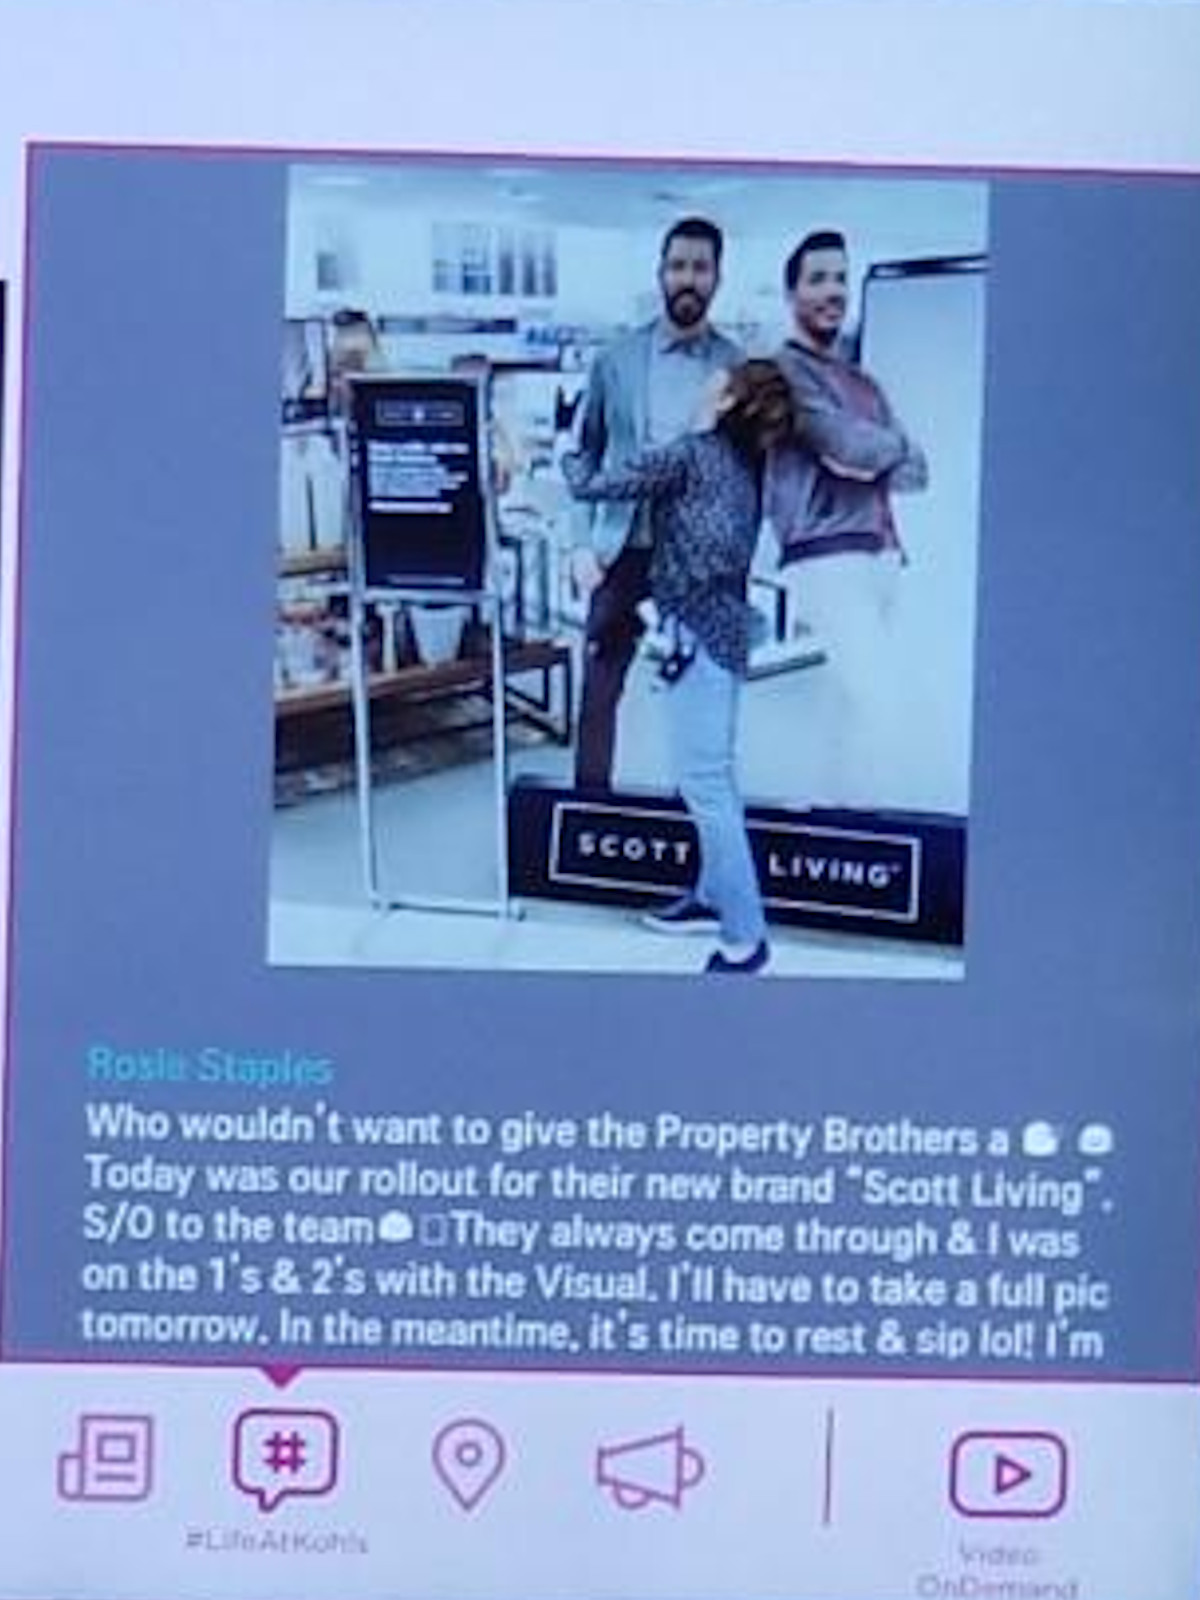 SCOTT LIVING
Rosie Staples
Who wouldn't want to give the Property Brothers a
Today was our rollout for their new brand "Scott Living".
S/O to the team They always come through & I was
on the 1's & 2's with the Visual. I'll have to take a full pic
tomorrow. In the meantime, it's time to rest & sip lol! I'm
#
#LifeAtKohls
Video
OnDemand